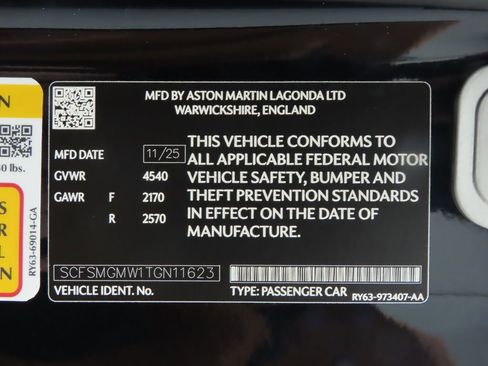 MFD BY ASTON MARTIN LAGONDA LTD
WARWICKSHIRE, ENGLAND
MFD DATE 11/25
GVWR 4540
GAWR F 2170
R 2570
THIS VEHICLE CONFORMS TO
ALL APPLICABLE FEDERAL MOTOR
VEHICLE SAFETY, BUMPER AND
THEFT PREVENTION STANDARDS
IN EFFECT ON THE DATE OF
MANUFACTURE.
SCFSMGMW1TGN11623
VEHICLE IDENT. No.
TYPE: PASSENGER CAR
RY63-973407-AA
RY63-69014-GA
lbs.